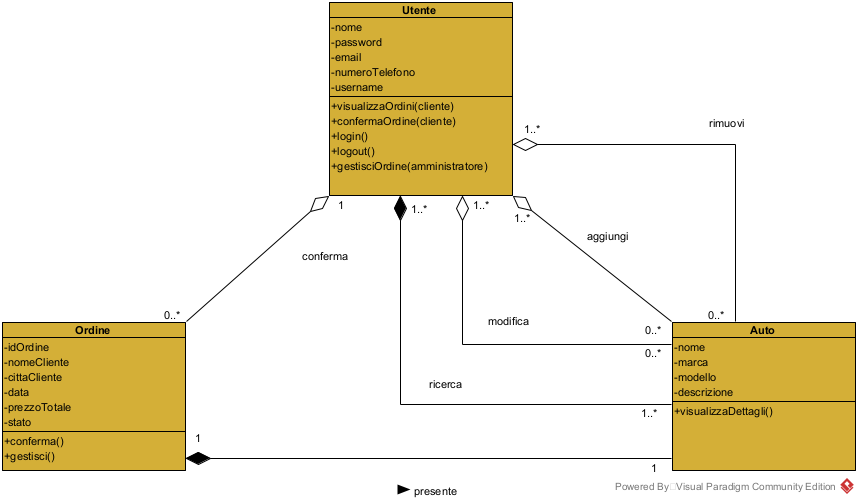 Utente
-nome
-password
-email
-numeroTelefono
-username
+visualizzaOrdini(cliente)
+confermaOrdine(cliente)
+login()
+logout()
+gestisciOrdine(amministratore)
1..*
rimuovi
1
1..*
1..*
1..*
aggiungi
conferma
0..*
modifica
0..*
0..*
0..*
Ordine
-idOrdine
-nomeCliente
-cittaCliente
-data
-prezzoTotale
-stato
+conferma()
+gestisci()
Auto
-nome
-marca
-modello
-descrizione
+visualizzaDettagli()
ricerca
1..*
1
1
presente
Powered By Visual Paradigm Community Edition